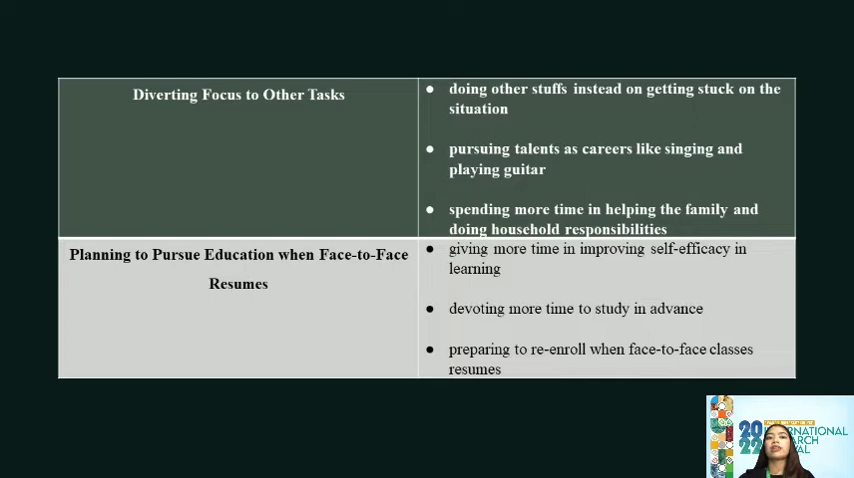 Diverting Focus to Other Tasks
● doing other stuffs instead on getting stuck on the
situation
● pursuing talents as careers like singing and
playing guitar
● spending more time in helping the family and
doing household responsibilities
Planning to Pursue Education when Face-to-Face
Resumes
● giving more time in improving self-efficacy in
learning
● devoting more time to study in advance
● preparing to re-enroll when face-to-face classes
resumes
20
22